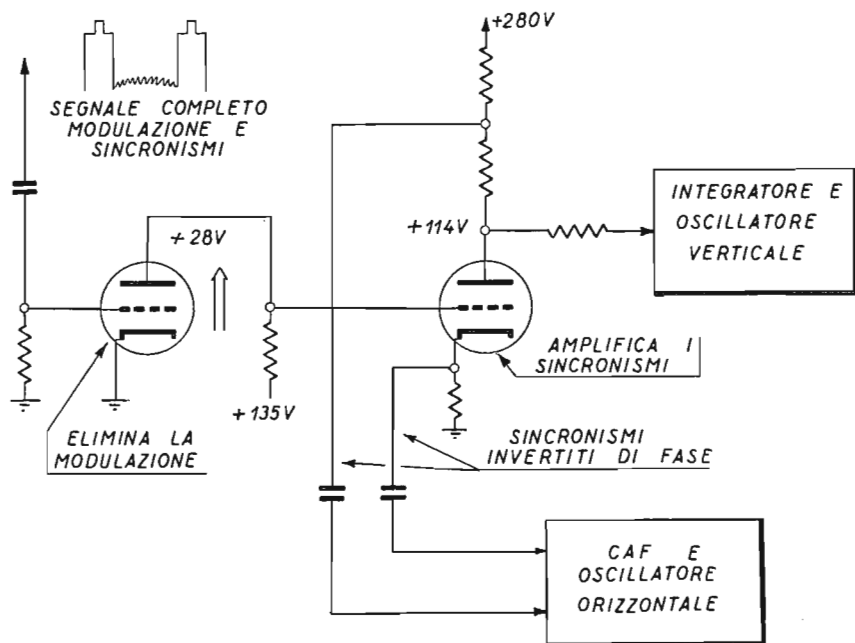 +280V
SEGNALE COMPLETO
MODULAZIONE E
SINCRONISMI
+28V
+114V
INTEGRATORE E
OSCILLATORE
VERTICALE
AMPLIFICA I
SINCRONISMI
+135V
ELIMINA LA
MODULAZIONE
SINCRONISMI
INVERTITI DI FASE
CAF E
OSCILLATORE
ORIZZONTALE